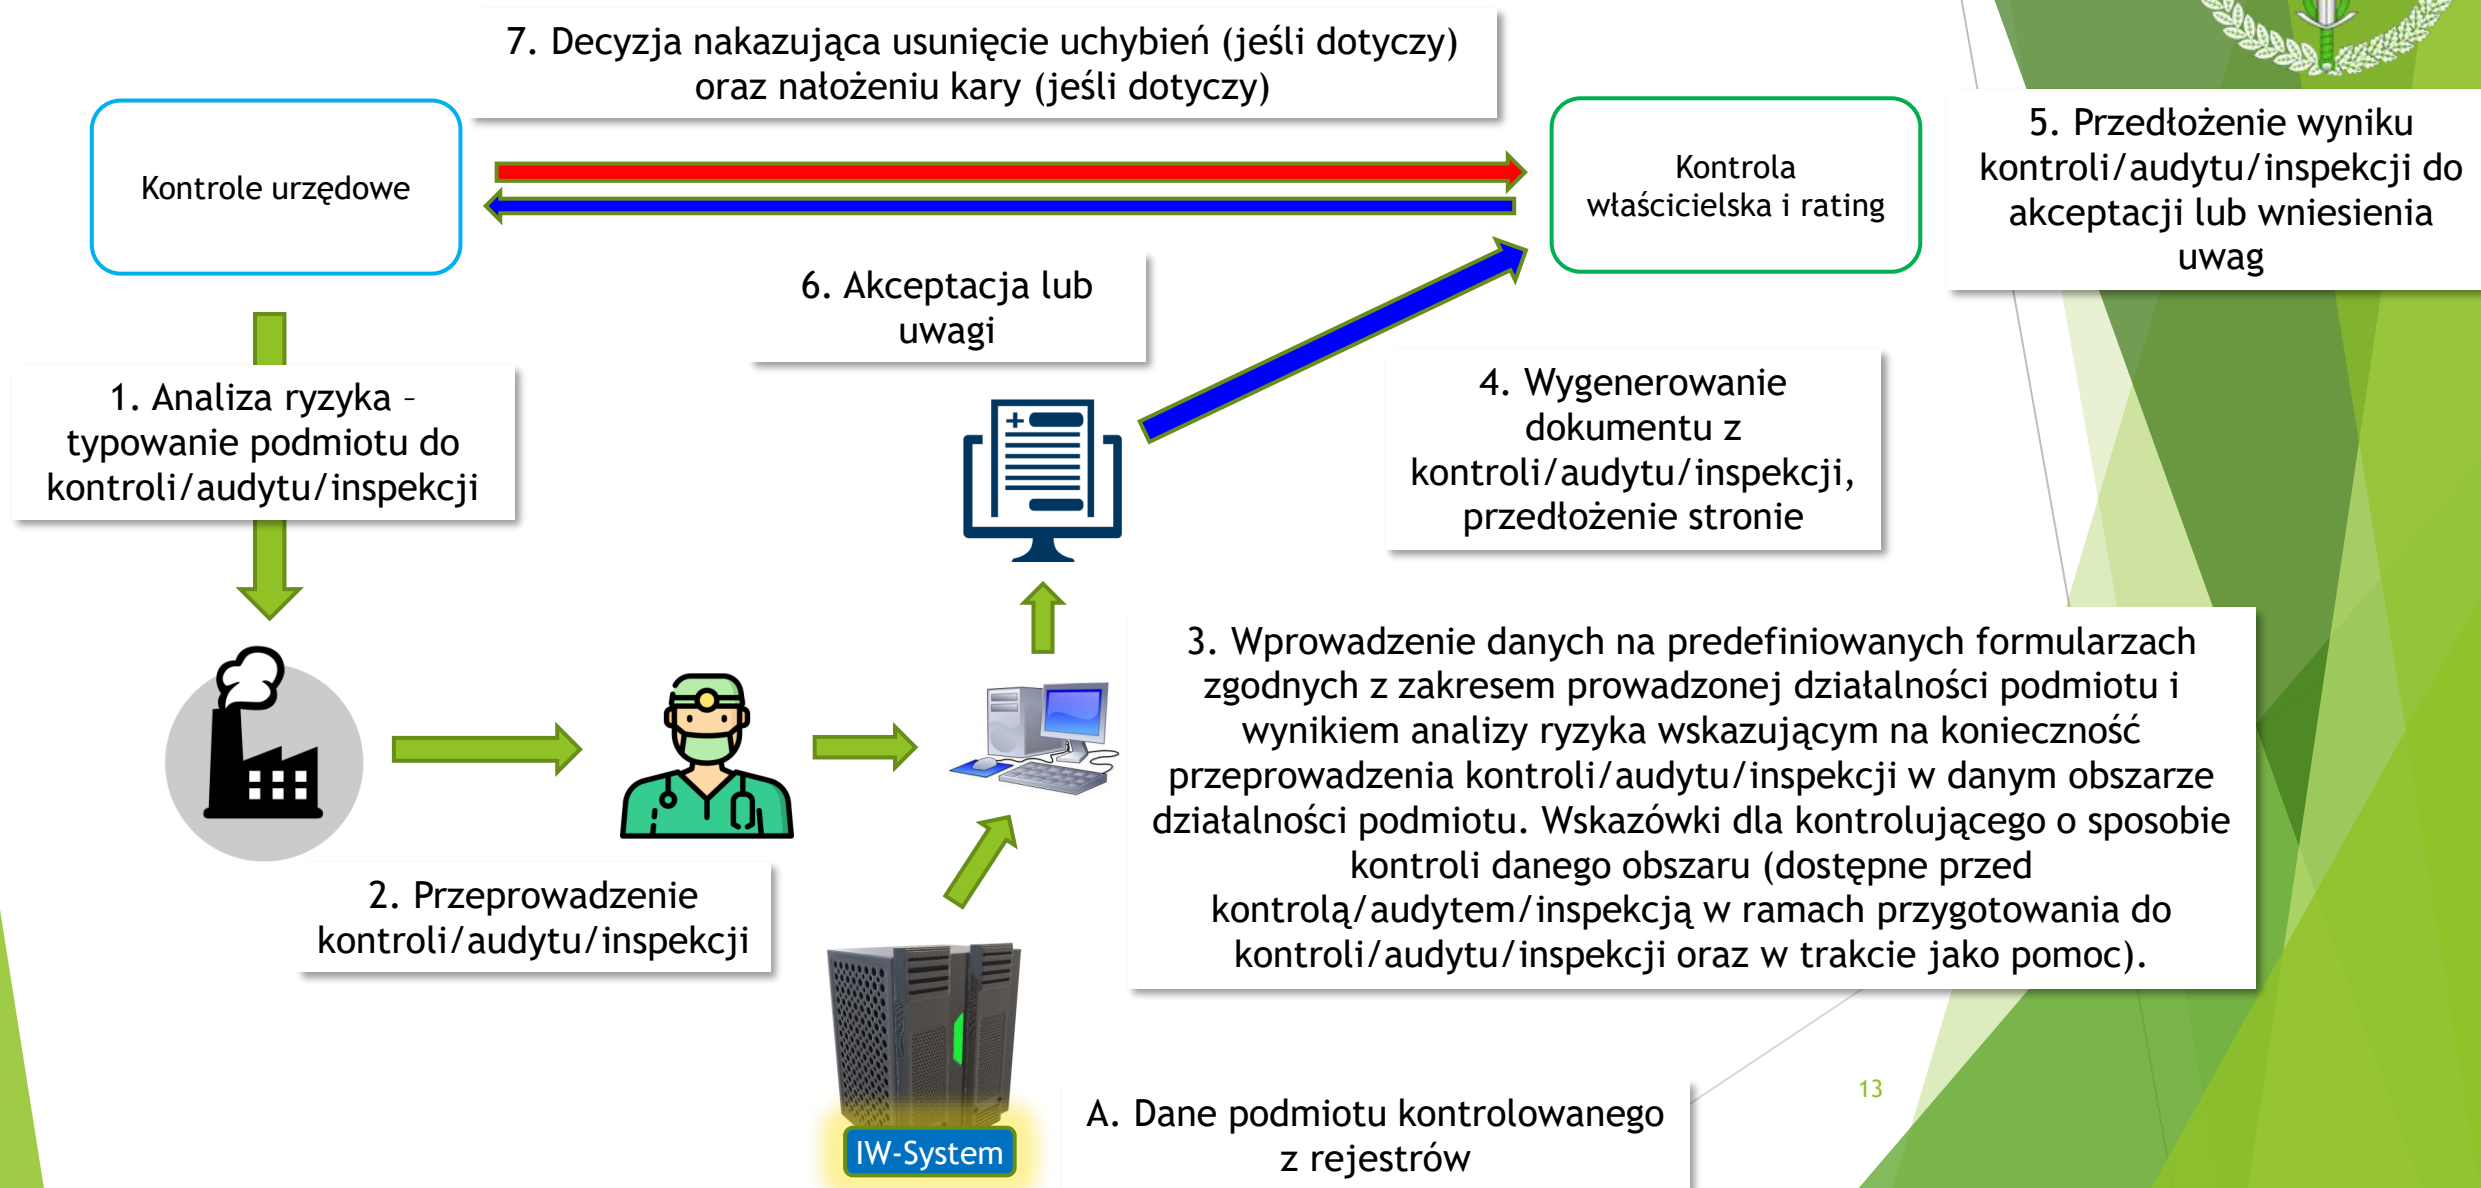 7. Decyzja nakazująca usunięcie uchybień (jeśli dotyczy)
oraz nałożeniu kary (jeśli dotyczy)
Kontrole urzędowe
Kontrola
właścicielska i rating
5. Przedłożenie wyniku
kontroli/audytu/inspekcji do
akceptacji lub wniesienia
uwag
6. Akceptacja lub
uwagi
1. Analiza ryzyka –
typowanie podmiotu do
kontroli/audytu/inspekcji
4. Wygenerowanie
dokumentu z
kontroli/audytu/inspekcji,
przedłożenie stronie
3. Wprowadzenie danych na predefiniowanych formularzach
zgodnych z zakresem prowadzonej działalności podmiotu i
wynikiem analizy ryzyka wskazującym na konieczność
przeprowadzenia kontroli/audytu/inspekcji w danym obszarze
działalności podmiotu. Wskazówki dla kontrolującego o sposobie
kontroli danego obszaru (dostępne przed
kontrolą/audytem/inspekcją w ramach przygotowania do
kontroli/audytu/inspekcji oraz w trakcie jako pomoc).
2. Przeprowadzenie
kontroli/audytu/inspekcji
IW-System
A. Dane podmiotu kontrolowanego
z rejestrów
13